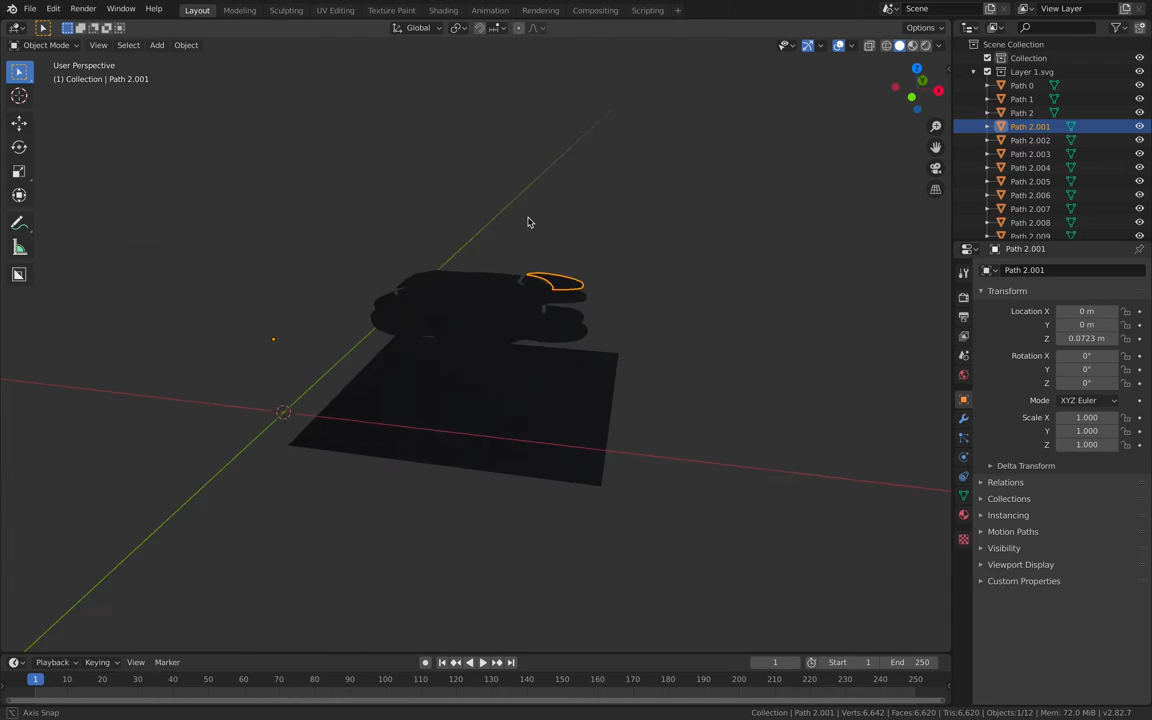 File Edit Render Window Help Layout Modeling Sculpting UV Editing Texture Paint Shading Animation Rendering Compositing Scripting + Scene View Layer
Global Options
Object Mode View Select Add Object
User Perspective
(1) Collection | Path 2.001
Z
Y
X
Scene Collection
Collection
Layer 1.svg
Path 0
Path 1
Path 2
Path 2.001
Path 2.002
Path 2.003
Path 2.004
Path 2.005
Path 2.006
Path 2.007
Path 2.008
Path 2.009
Path 2.001
Path 2.001
Transform
Location X 0 m
Y 0 m
Z 0.0723 m
Rotation X 0°
Y 0°
Z 0°
Mode XYZ Euler
Scale X 1.000
Y 1.000
Z 1.000
Delta Transform
Relations
Collections
Instancing
Motion Paths
Visibility
Viewport Display
Custom Properties
Playback Keying View Marker 1 Start 1 End 250
1 10 20 30 40 50 60 70 80 90 100 110 120 130 140 150 160 170 180 190 200 210 220 230 240 250
Axis Snap Collection | Path 2.001 | Verts:6,642 | Faces:6,620 | Tris:6,620 | Objects:1/12 | Mem: 72.0 MiB | v2.82.7